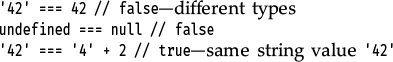 '42' === 42 // false—different types
undefined === null // false
'42' === '4' + 2 // true—same string value '42'